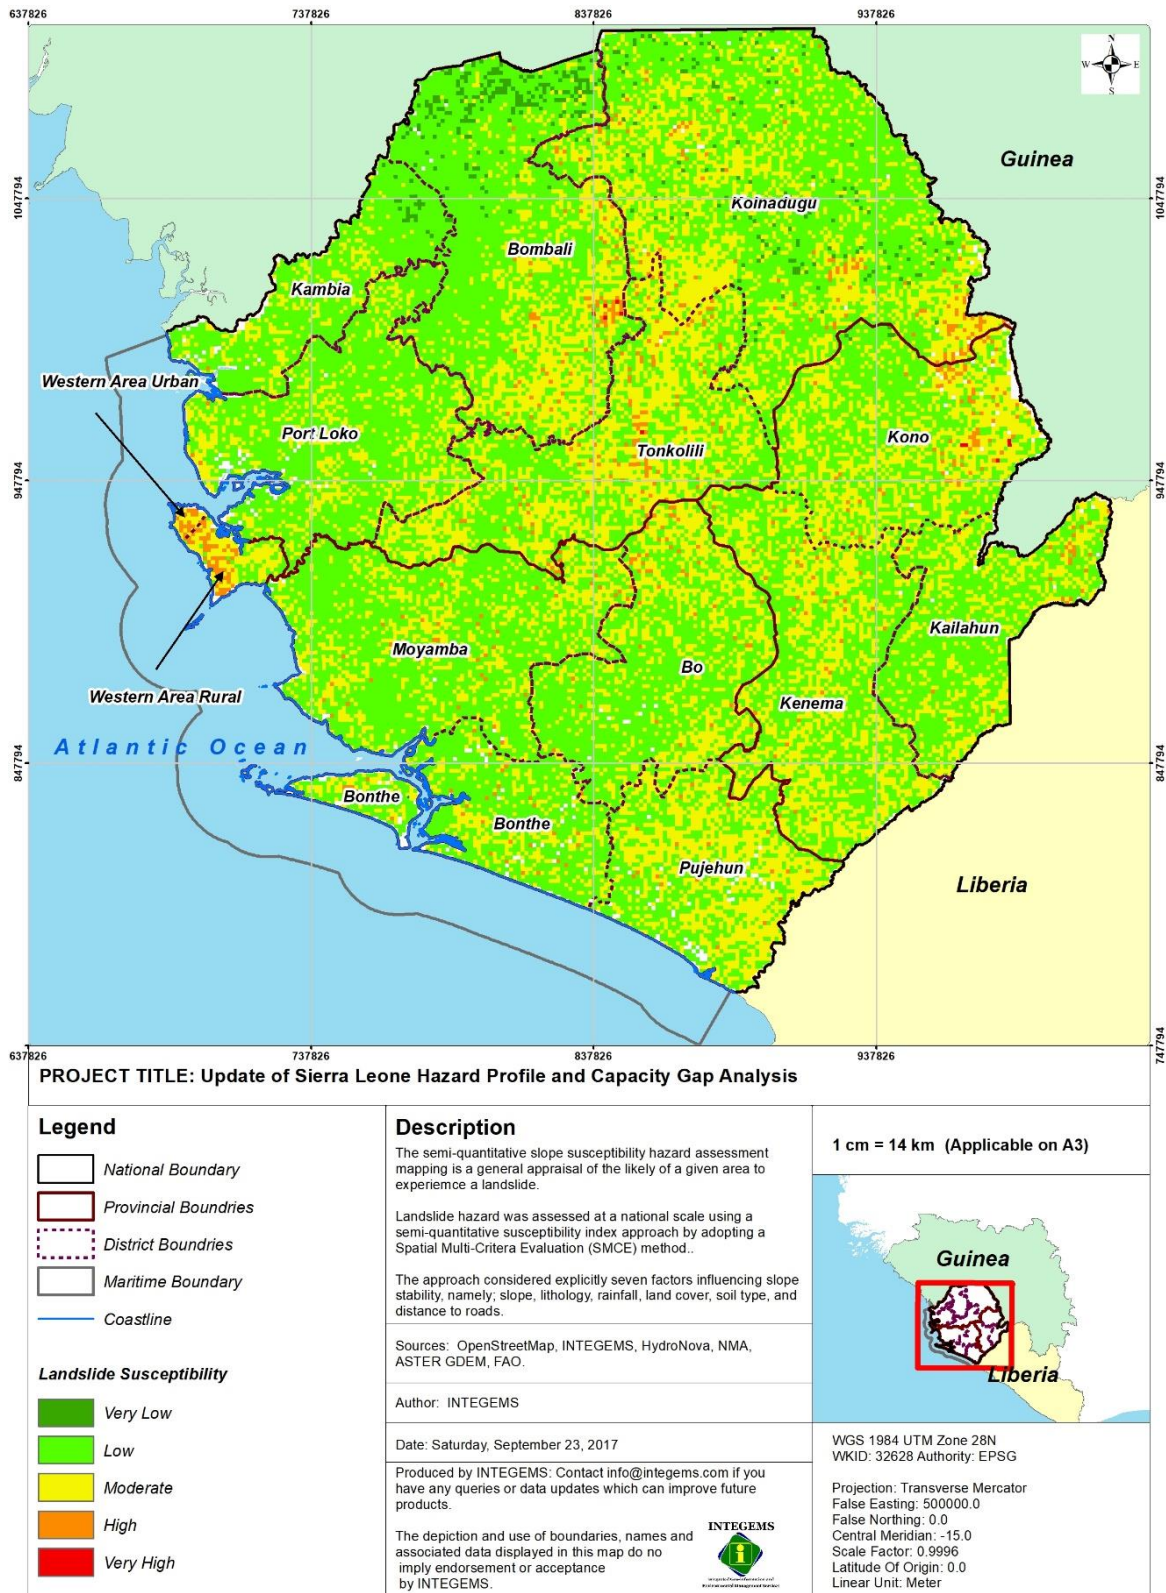 637826 737826 837826 937826
N
W E
S
Guinea
1047794 1047794
Koinadugu
Bombali
Kambia
Western Area Urban
Port Loko
Kono
Tonkolili
947794 947794
Kailahun
Moyamba
Bo
Western Area Rural
Kenema
Atlantic Ocean
847794 847794
Bonthe
Bonthe
Pujehun
Liberia
637826 737826 837826 937826
747794
PROJECT TITLE: Update of Sierra Leone Hazard Profile and Capacity Gap Analysis
Legend
National Boundary
Provincial Boundries
District Boundries
Maritime Boundary
Coastline
Landslide Susceptibility
Very Low
Low
Moderate
High
Very High
Description
The semi-quantitative slope susceptibility hazard assessment
mapping is a general appraisal of the likely of a given area to
experiemce a landslide.
Landslide hazard was assessed at a national scale using a
semi-quantitative susceptibility index approach by adopting a
Spatial Multi-Critera Evaluation (SMCE) method..
The approach considered explicitly seven factors influencing slope
stability, namely; slope, lithology, rainfall, land cover, soil type, and
distance to roads.
Sources: OpenStreetMap, INTEGEMS, HydroNova, NMA,
ASTER GDEM, FAO.
Author: INTEGEMS
Date: Saturday, September 23, 2017
Produced by INTEGEMS: Contact info@integems.com if you
have any queries or data updates which can improve future
products.
The depiction and use of boundaries, names and
associated data displayed in this map do no
imply endorsement or acceptance
by INTEGEMS.
INTEGEMS
i
1 cm = 14 km (Applicable on A3)
Guinea
Liberia
WGS 1984 UTM Zone 28N
WKID: 32628 Authority: EPSG
Projection: Transverse Mercator
False Easting: 500000.0
False Northing: 0.0
Central Meridian: -15.0
Scale Factor: 0.9996
Latitude Of Origin: 0.0
Linear Unit: Meter